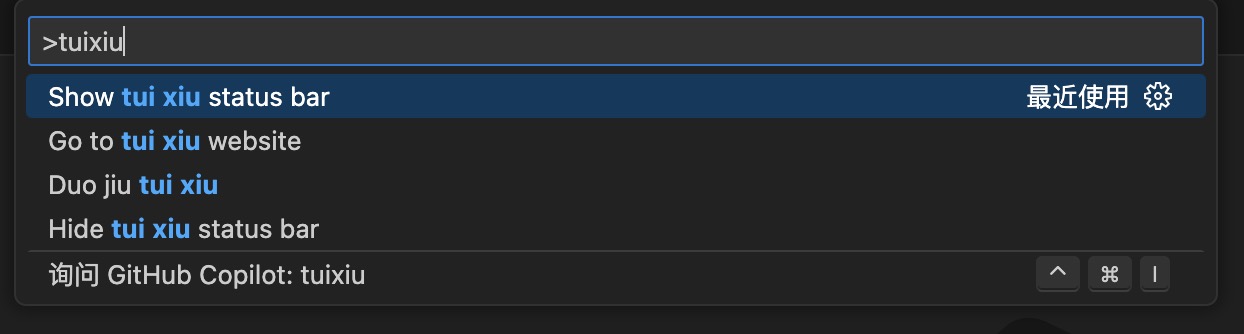 >tuixiu
Show tui xiu status bar 最近使用
Go to tui xiu website
Duo jiu tui xiu
Hide tui xiu status bar
询问 GitHub Copilot: tuixiu ^ ⌘ I